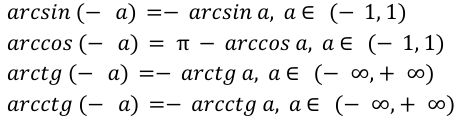 arcsin (− a) =− arcsin a, a ∈ (− 1, 1)
arccos (− a) = π − arccos a, a ∈ (− 1, 1)
arctg (− a) =− arctg a, a ∈ (− ∞, + ∞)
arcctg (− a) =− arcctg a, a ∈ (− ∞, + ∞)